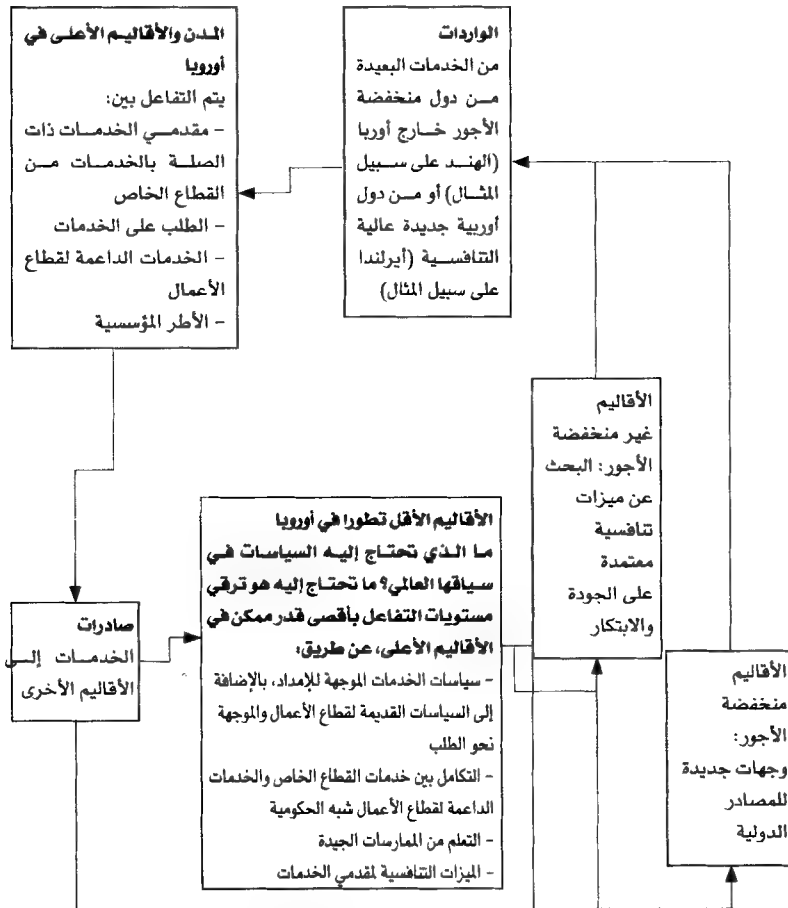 المدن والأقاليم الأعلى في
أوروبا
يتم التفاعل بين:
- مقدمي الخدمات ذات
الصلة بالخدمات من
القطاع الخاص
- الطلب على الخدمات
- الخدمات الداعمة لقطاع
الأعمال
- الأطر المؤسسية
الواردات
من الخدمات البعيدة
من دول منخفضة
الأجور خارج أوربا
(الهند على سبيل
المثال) أو من دول
أوربية جديدة عالية
التنافسية (أيرلندا
على سبيل المثال)
الأقاليم
غير منخفضة
الأجور: البحث
عن ميزات
تنافسية
معتمدة
على الجودة
والابتكار
الأقاليم الأقل تطورا في أوروبا
ما الذي تحتاج إليه السياسات في
سياقها العالمي؟ ما تحتاج إليه هو ترقي
مستويات التفاعل بأقصى قدر ممكن في
الأقاليم الأعلى، عن طريق:
- سياسات الخدمات الموجهة للإمداد، بالإضافة
إلى السياسات القديمة لقطاع الأعمال والموجهة
نحو الطلب
- التكامل بين خدمات القطاع الخاص والخدمات
الداعمة لقطاع الأعمال شبه الحكومية
- التعلم من الممارسات الجيدة
- الميزات التنافسية لمقدمي الخدمات
صادرات
الخدمات إلى
الأقاليم الأخرى
الأقاليم
منخفضة
الأجور:
وجهات جديدة
للمصادر
الدولية